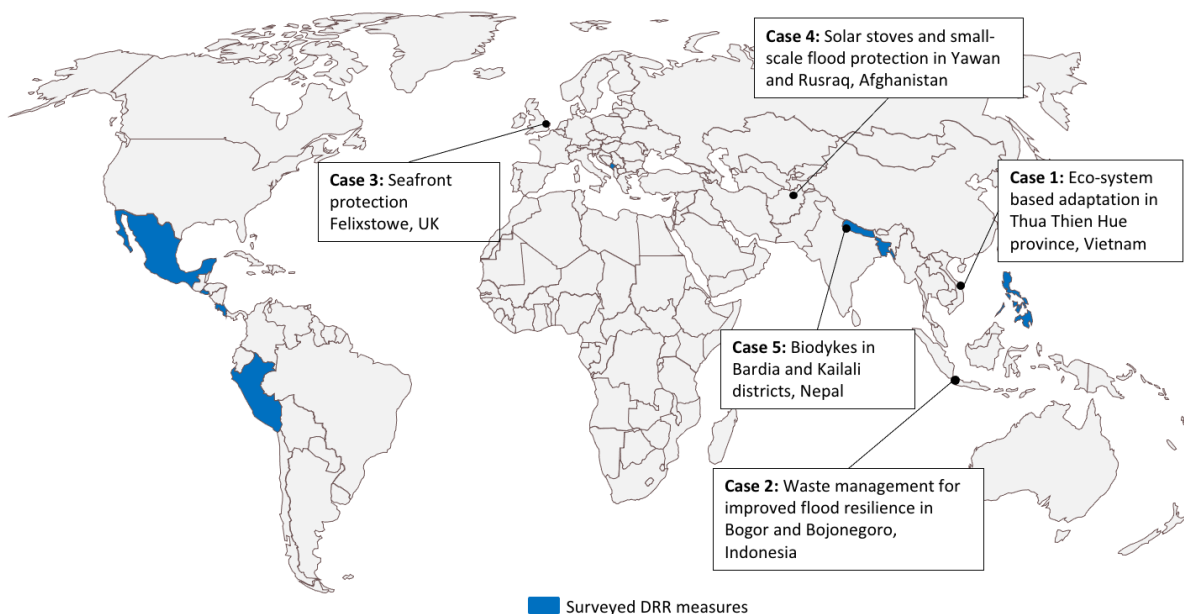 Case 4: Solar stoves and small-
scale flood protection in Yawan
and Rusraq, Afghanistan
Case 3: Seafront
protection
Felixstowe, UK
Case 1: Eco-system
based adaptation in
Thua Thien Hue
province, Vietnam
Case 5: Biodykes in
Bardia and Kailali
districts, Nepal
Case 2: Waste management for
improved flood resilience in
Bogor and Bojonegoro,
Indonesia
Surveyed DRR measures